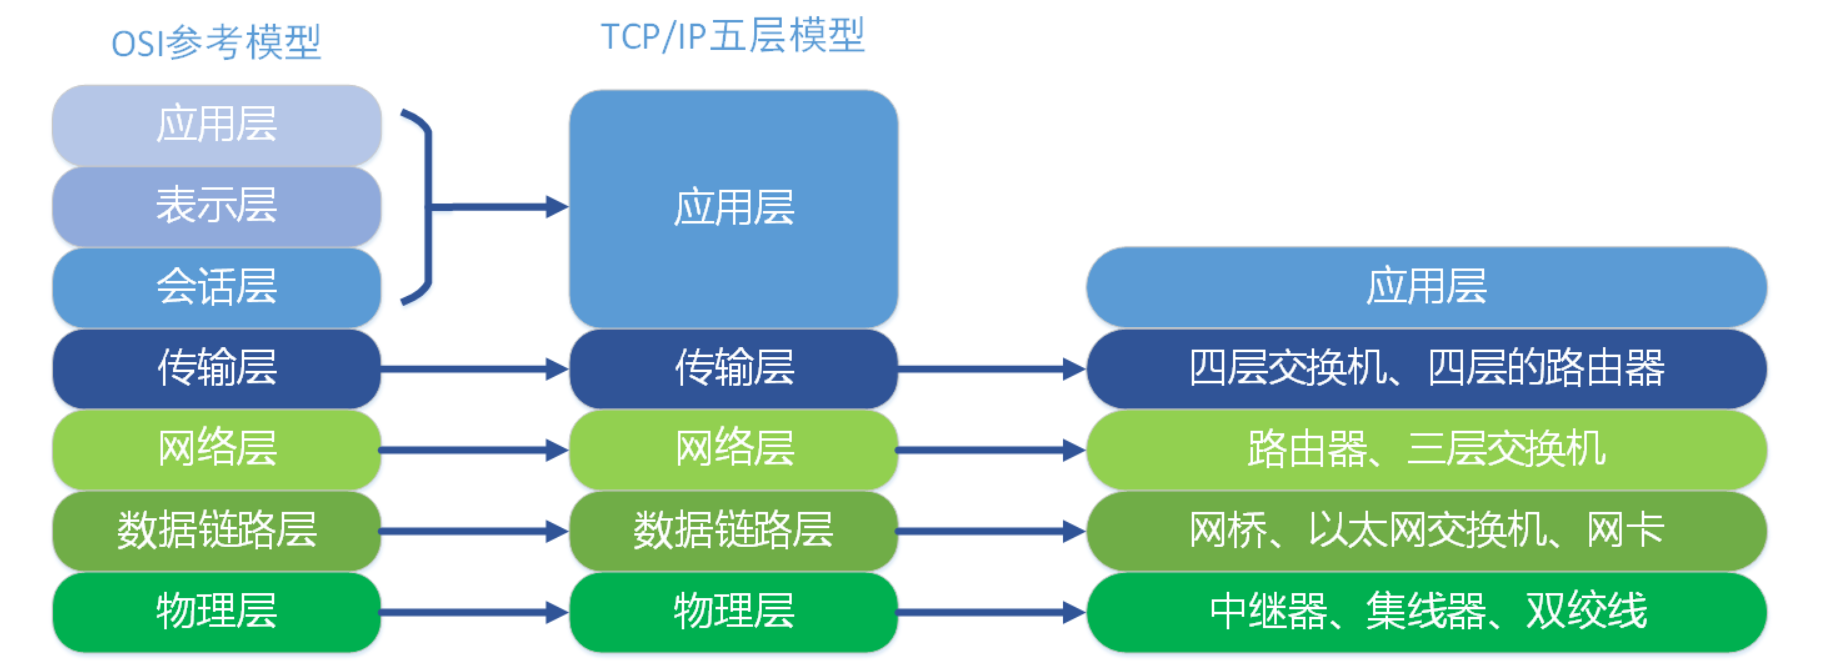 OSI参考模型
应用层
表示层
会话层
传输层
网络层
数据链路层
物理层
TCP/IP五层模型
应用层
传输层
网络层
数据链路层
物理层
应用层
四层交换机、四层的路由器
路由器、三层交换机
网桥、以太网交换机、网卡
中继器、集线器、双绞线